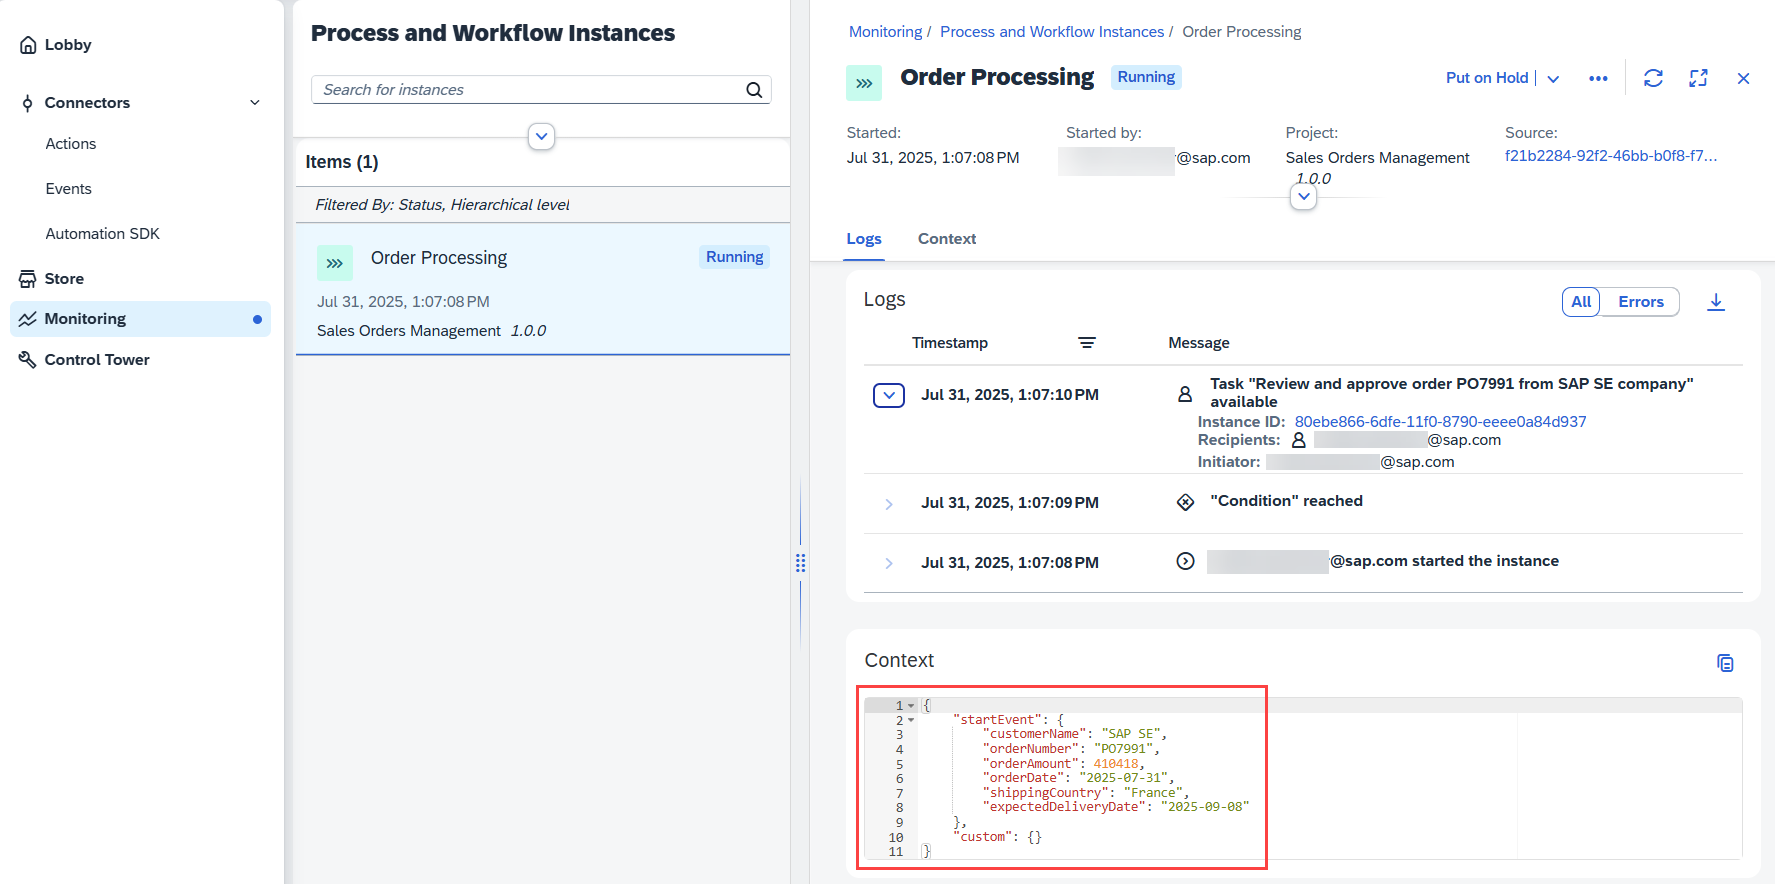 Lobby
Connectors
Actions
Events
Automation SDK
Store
Monitoring
Control Tower
Process and Workflow Instances
Search for instances
Items (1)
Filtered By: Status, Hierarchical level
Order Processing
Running
Jul 31, 2025, 1:07:08 PM
Sales Orders Management 1.0.0
Monitoring / Process and Workflow Instances / Order Processing
Order Processing
Running
Put on Hold
Started:
Jul 31, 2025, 1:07:08 PM
Started by:
@sap.com
Project:
Sales Orders Management
1.0.0
Source:
f21b2284-92f2-46bb-b0f8-f7...
Logs
Context
Logs
All
Errors
Timestamp
Message
Jul 31, 2025, 1:07:10 PM
Task "Review and approve order PO7991 from SAP SE company"
available
Instance ID: 80ebe866-6dfe-11f0-8790-eeee0a84d937
Recipients: @sap.com
Initiator: @sap.com
Jul 31, 2025, 1:07:09 PM
"Condition" reached
Jul 31, 2025, 1:07:08 PM
@sap.com started the instance
Context
1 {
2 "startEvent": {
3 "customerName": "SAP SE",
4 "orderNumber": "PO7991",
5 "orderAmount": 410418,
6 "orderDate": "2025-07-31",
7 "shippingCountry": "France",
8 "expectedDeliveryDate": "2025-09-08"
9 },
10 "custom": {}
11 }